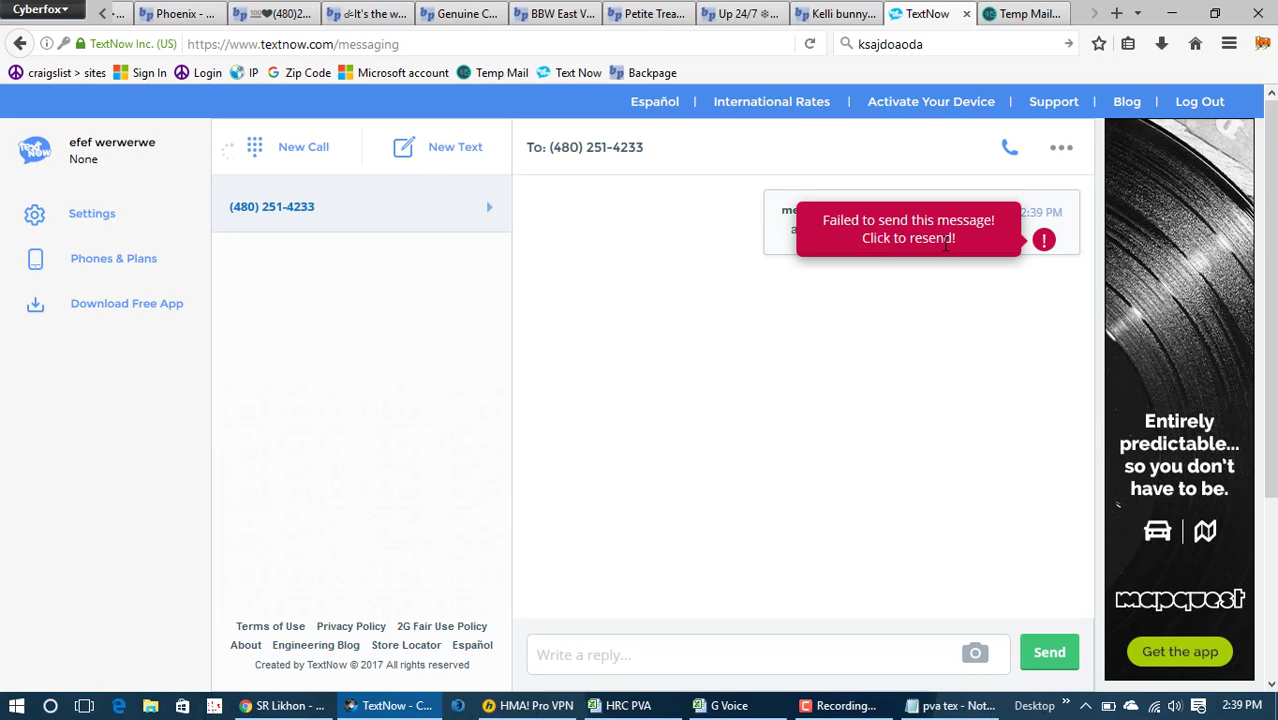 Cyberfox
Phoenix - ...
(480)2...
It's the w...
Genuine C...
BBW East V...
Petite Trea...
Up 24/7 ❄...
Kelli bunny...
TextNow
Temp Mail...
TextNow Inc. (US)
https://www.textnow.com/messaging
ksajdoaoda
craigslist > sites
Sign In
Login
IP
Zip Code
Microsoft account
Temp Mail
Text Now
Backpage
Español
International Rates
Activate Your Device
Support
Blog
Log Out
efef werwerwe
None
New Call
New Text
To: (480) 251-4233
Settings
Phones & Plans
Download Free App
(480) 251-4233
2:39 PM
Failed to send this message!
Click to resend!
Entirely
predictable...
so you don't
have to be.
mapquest
Get the app
Terms of Use Privacy Policy 2G Fair Use Policy
About Engineering Blog Store Locator Español
Created by TextNow © 2017 All rights reserved
Write a reply...
Send
SR Likhon - ...
TextNow - C...
HMA! Pro VPN
HRC PVA
G Voice
Recording...
pva tex - Not...
Desktop
2:39 PM